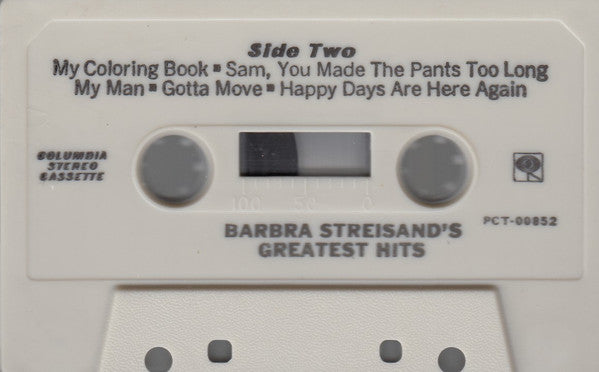 Side Two
My Coloring Book ▪ Sam, You Made The Pants Too Long
My Man ▪ Gotta Move ▪ Happy Days Are Here Again
COLUMBIA
STEREO
CASSETTE
100 50 0
PCT-00852
BARBRA STREISAND'S
GREATEST HITS